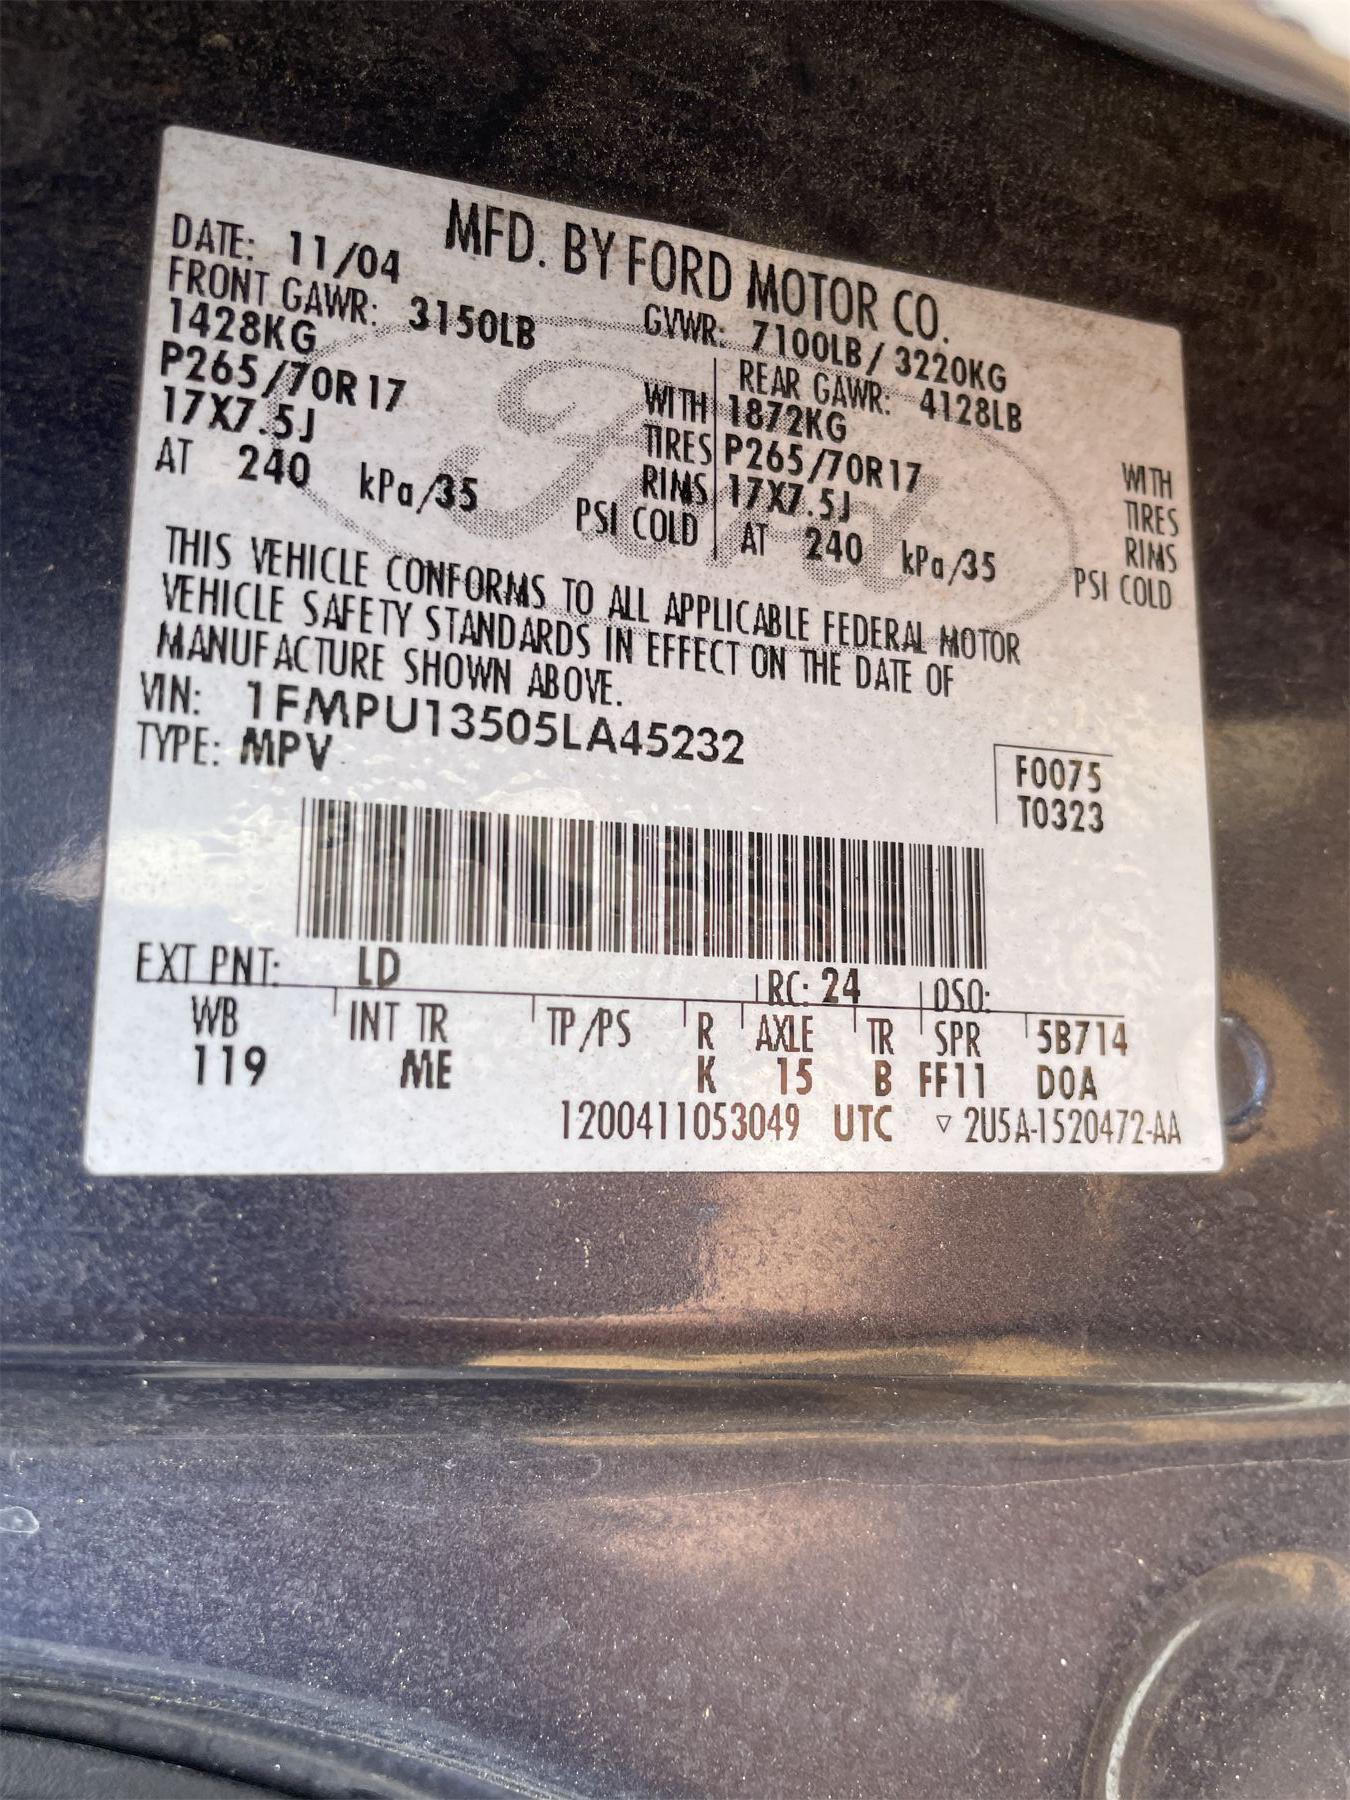 MFD. BY FORD MOTOR CO.
DATE: 11/04 GVWR: 7100LB / 3220KG
FRONT GAWR: 3150LB REAR GAWR: 4128LB
1428KG WITH 1872KG WITH
P265/70R17 TIRES P265/70R17 TIRES
17X7.5J RIMS 17X7.5J RIMS
AT 240 kPa/35 PSI COLD AT 240 kPa/35 PSI COLD
THIS VEHICLE CONFORMS TO ALL APPLICABLE FEDERAL MOTOR
VEHICLE SAFETY STANDARDS IN EFFECT ON THE DATE OF
MANUFACTURE SHOWN ABOVE.
VIN: 1FMPU13505LA45232
TYPE: MPV
F0075
T0323
EXT PNT: LD RC: 24 DSO:
WB INT TR TP/PS R AXLE TR SPR 5B714
119 ME K 15 B FF11 D0A
1200411053049 UTC ▽ 2U5A-1520472-AA
Ford